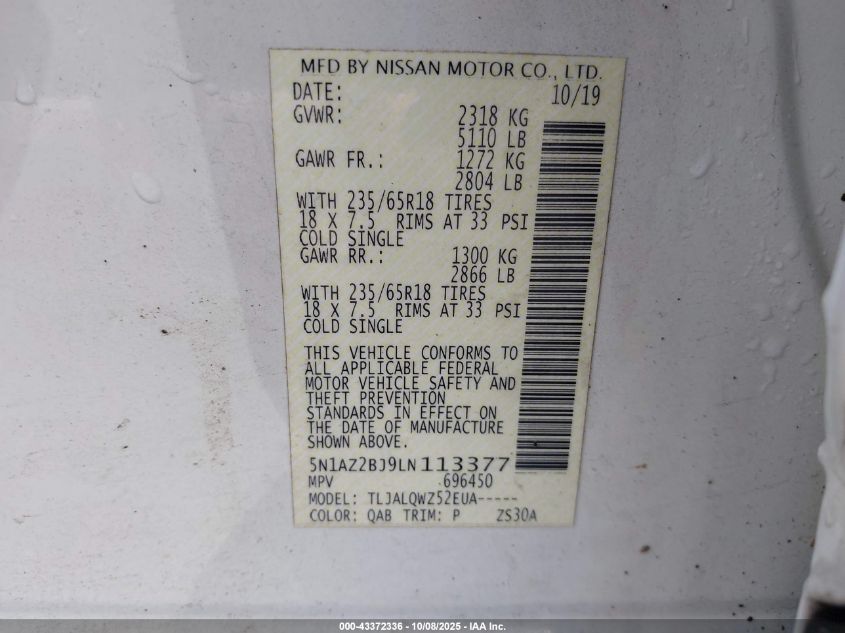 MFD BY NISSAN MOTOR CO., LTD.
DATE: 10/19
GVWR: 2318 KG
5110 LB
GAWR FR.: 1272 KG
2804 LB
WITH 235/65R18 TIRES
18 X 7.5 RIMS AT 33 PSI
COLD SINGLE
GAWR RR.: 1300 KG
2866 LB
WITH 235/65R18 TIRES
18 X 7.5 RIMS AT 33 PSI
COLD SINGLE
THIS VEHICLE CONFORMS TO
ALL APPLICABLE FEDERAL
MOTOR VEHICLE SAFETY AND
THEFT PREVENTION
STANDARDS IN EFFECT ON
THE DATE OF MANUFACTURE
SHOWN ABOVE.
5N1AZ2BJ9LN113377
MPV 696450
MODEL: TLJALQWZ52EUA-----
COLOR: QAB TRIM: P ZS30A
000-43372336 - 10/08/2025 - IAA Inc.